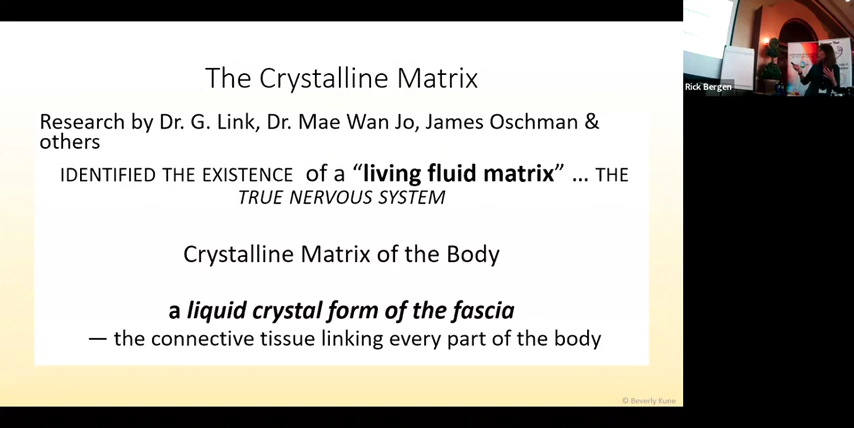 The Crystalline Matrix
Research by Dr. G. Link, Dr. Mae Wan Jo, James Oschman &
others
IDENTIFIED THE EXISTENCE of a “living fluid matrix” ... THE
TRUE NERVOUS SYSTEM
Crystalline Matrix of the Body
a liquid crystal form of the fascia
— the connective tissue linking every part of the body
© Beverly Kune
Rick Bergen